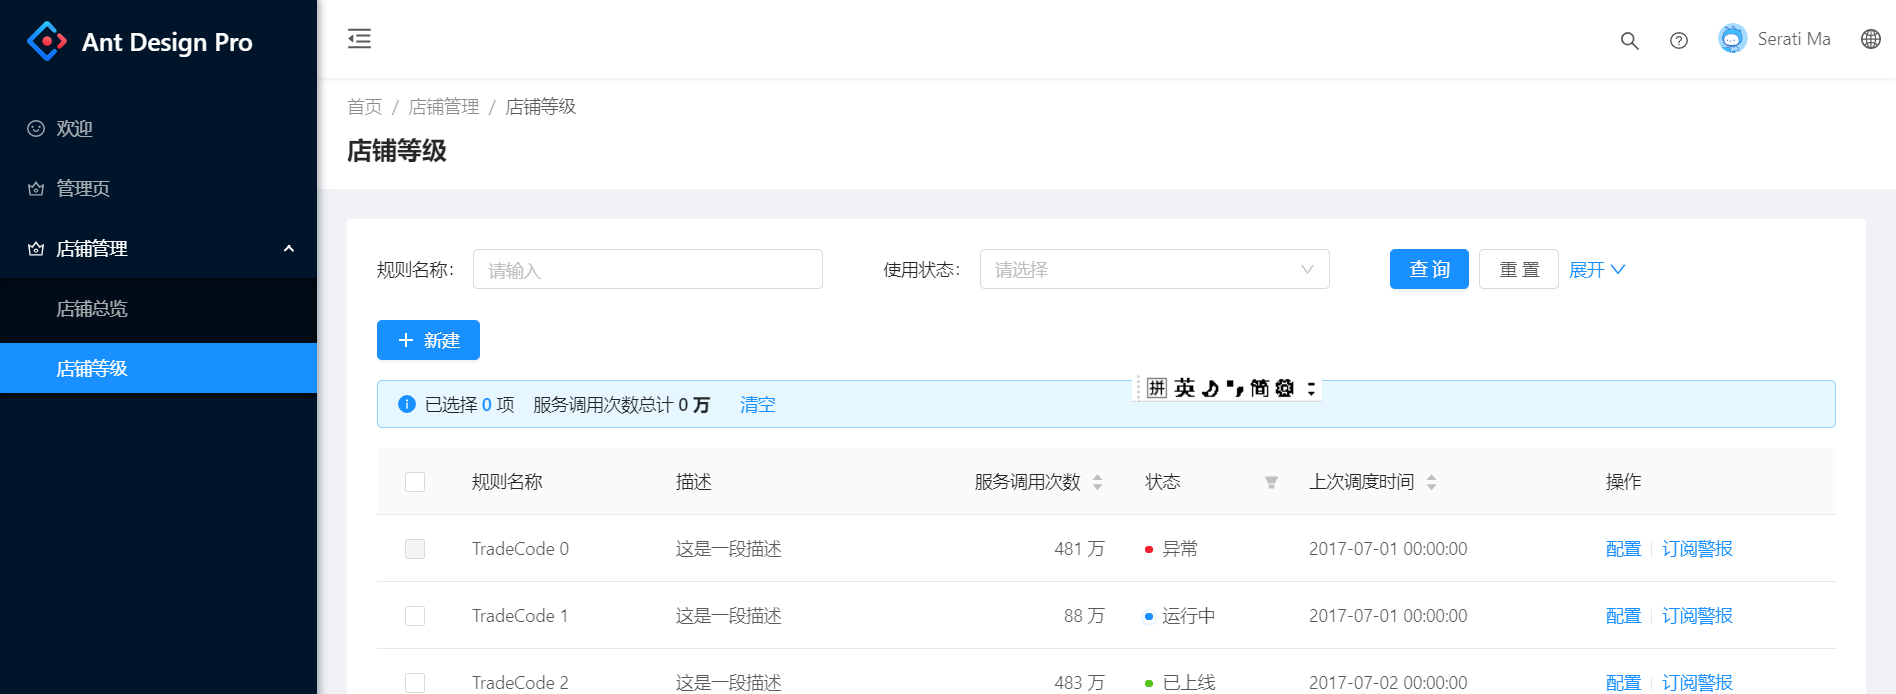 Ant Design Pro
Serati Ma
欢迎
管理页
店铺管理
店铺总览
店铺等级
首页 / 店铺管理 / 店铺等级
店铺等级
规则名称: 请输入 使用状态: 请选择 查 询 重 置 展开
新建
拼 英 简
已选择 0 项 服务调用次数总计 0 万 清空
规则名称 描述 服务调用次数 状态 上次调度时间 操作
TradeCode 0 这是一段描述 481 万 异常 2017-07-01 00:00:00 配置 订阅警报
TradeCode 1 这是一段描述 88 万 运行中 2017-07-01 00:00:00 配置 订阅警报
TradeCode 2 这是一段描述 483 万 已上线 2017-07-02 00:00:00 配置 订阅警报